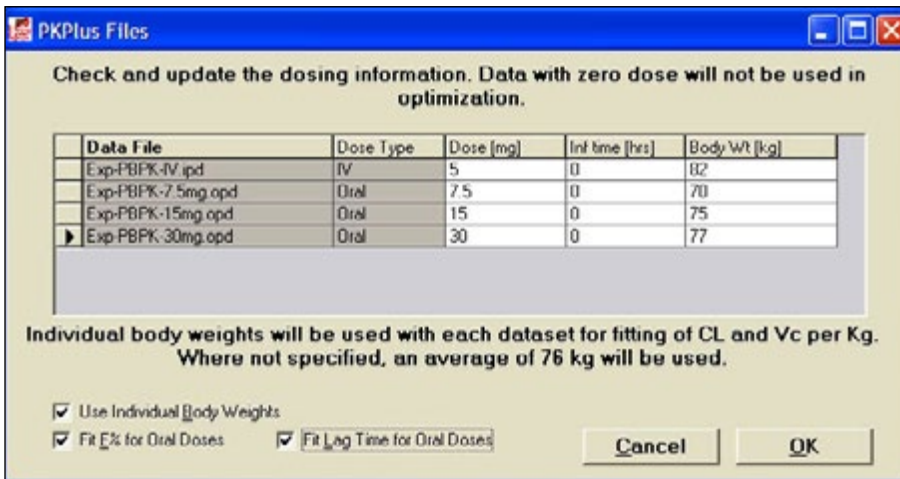 PKPlus Files
Check and update the dosing information. Data with zero dose will not be used in
optimization.
Data File Dose Type Dose [mg] Inf time [hrs] Body Wt [kg]
Exp-PBPK-IV.ipd IV 5 0 82
Exp-PBPK-7.5mg.opd Oral 7.5 0 70
Exp-PBPK-15mg.opd Oral 15 0 75
Exp-PBPK-30mg.opd Oral 30 0 77
Individual body weights will be used with each dataset for fitting of CL and Vc per Kg.
Where not specified, an average of 76 kg will be used.
Use Individual Body Weights
Fit F% for Oral Doses Fit Lag Time for Oral Doses
Cancel OK